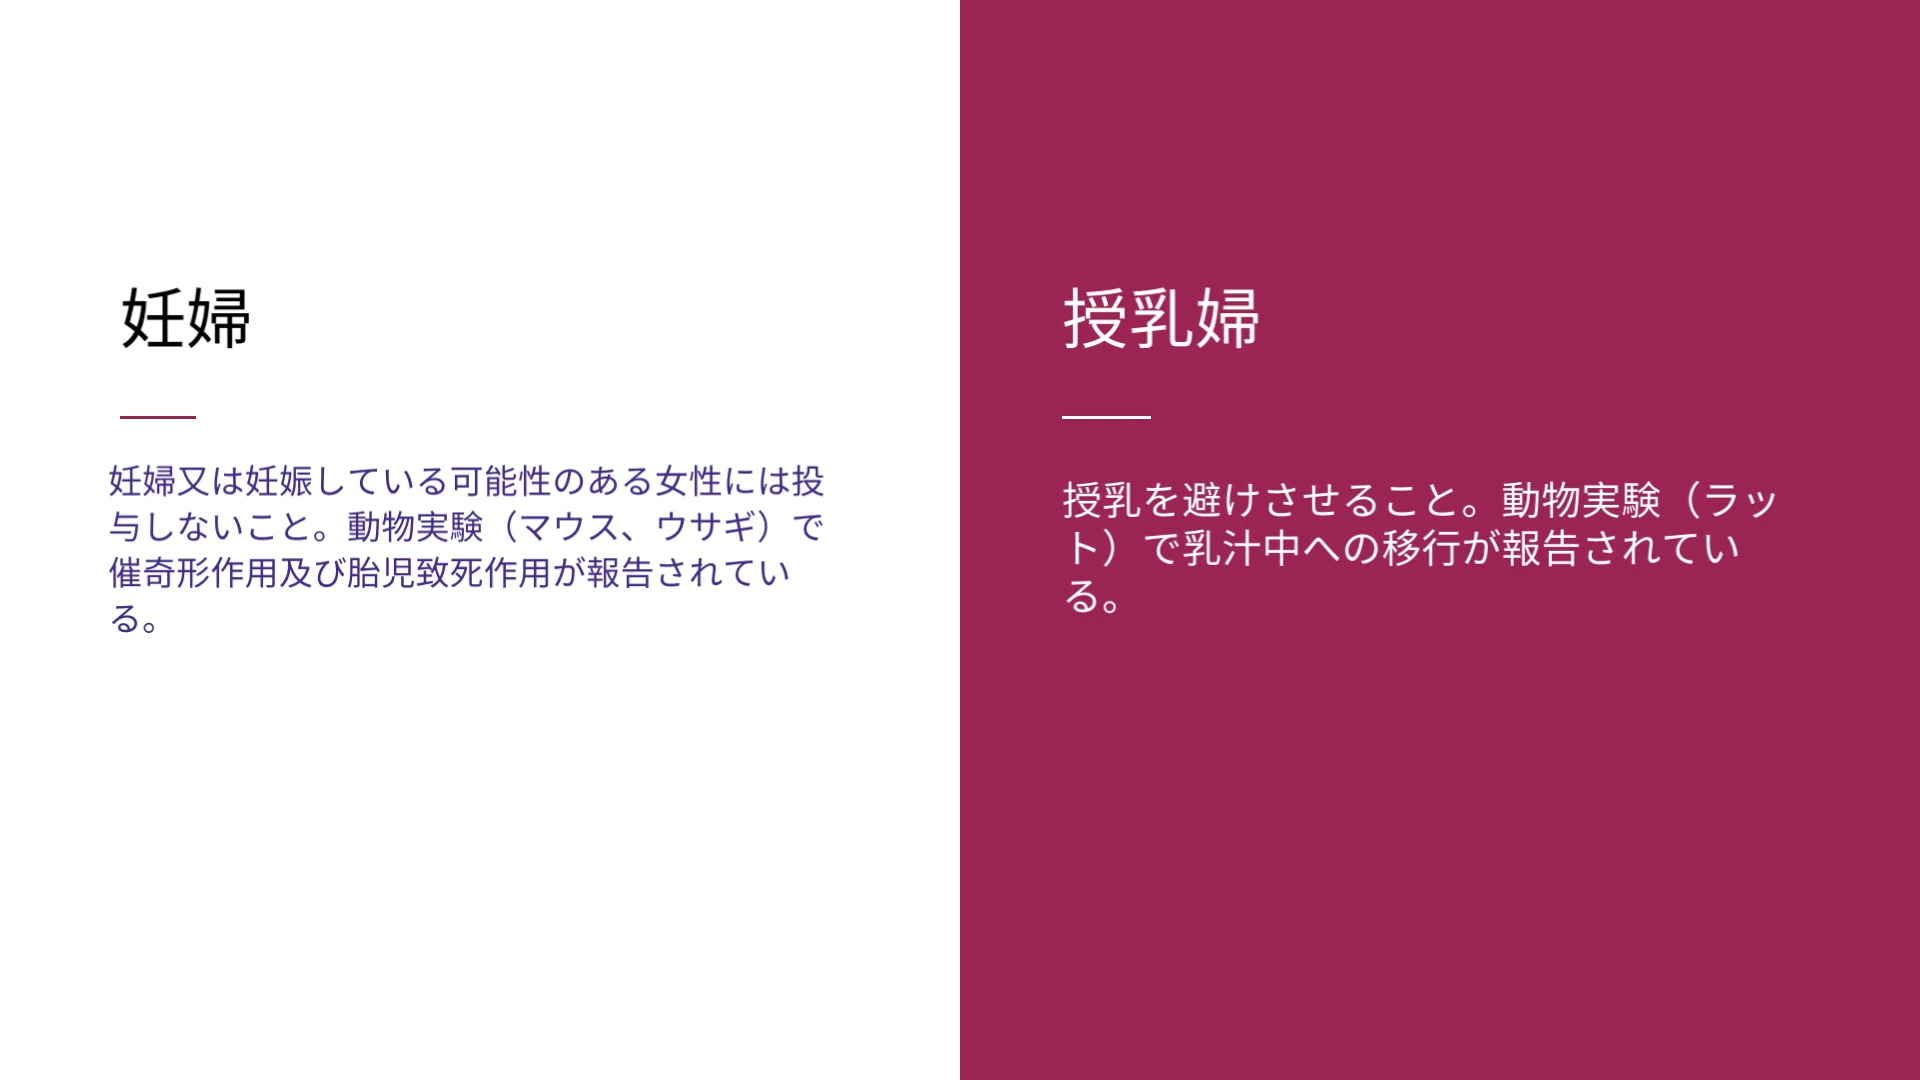 妊婦
妊婦又は妊娠している可能性のある女性には投
与しないこと。動物実験（マウス、ウサギ）で
催奇形作用及び胎児致死作用が報告されてい
る。
授乳婦
授乳を避けさせること。動物実験（ラッ
ト）で乳汁中への移行が報告されてい
る。